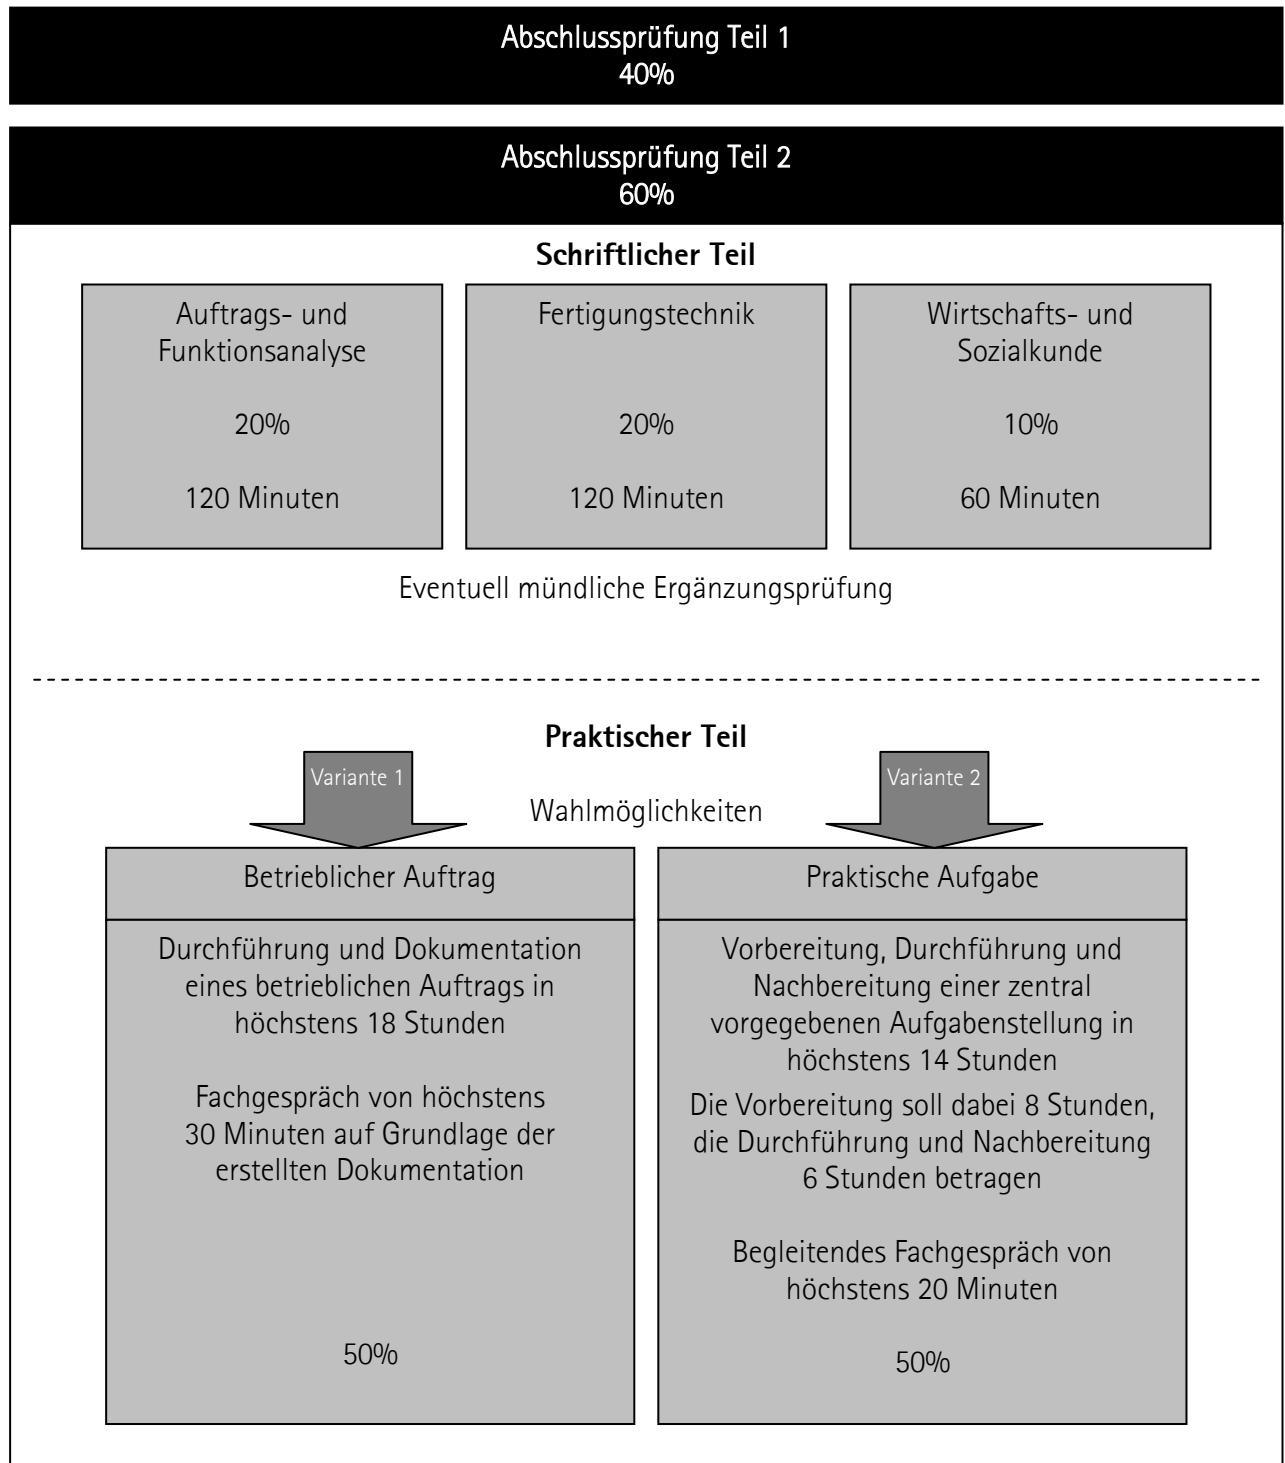 Abschlussprüfung Teil 1
40%
Abschlussprüfung Teil 2
60%
Schriftlicher Teil
Auftrags- und
Funktionsanalyse
20%
120 Minuten
Fertigungstechnik
20%
120 Minuten
Wirtschafts- und
Sozialkunde
10%
60 Minuten
Eventuell mündliche Ergänzungsprüfung
Praktischer Teil
Variante 1
Wahlmöglichkeiten
Variante 2
Betrieblicher Auftrag
Durchführung und Dokumentation
eines betrieblichen Auftrags in
höchstens 18 Stunden
Fachgespräch von höchstens
30 Minuten auf Grundlage der
erstellten Dokumentation
50%
Praktische Aufgabe
Vorbereitung, Durchführung und
Nachbereitung einer zentral
vorgegebenen Aufgabenstellung in
höchstens 14 Stunden
Die Vorbereitung soll dabei 8 Stunden,
die Durchführung und Nachbereitung
6 Stunden betragen
Begleitendes Fachgespräch von
höchstens 20 Minuten
50%